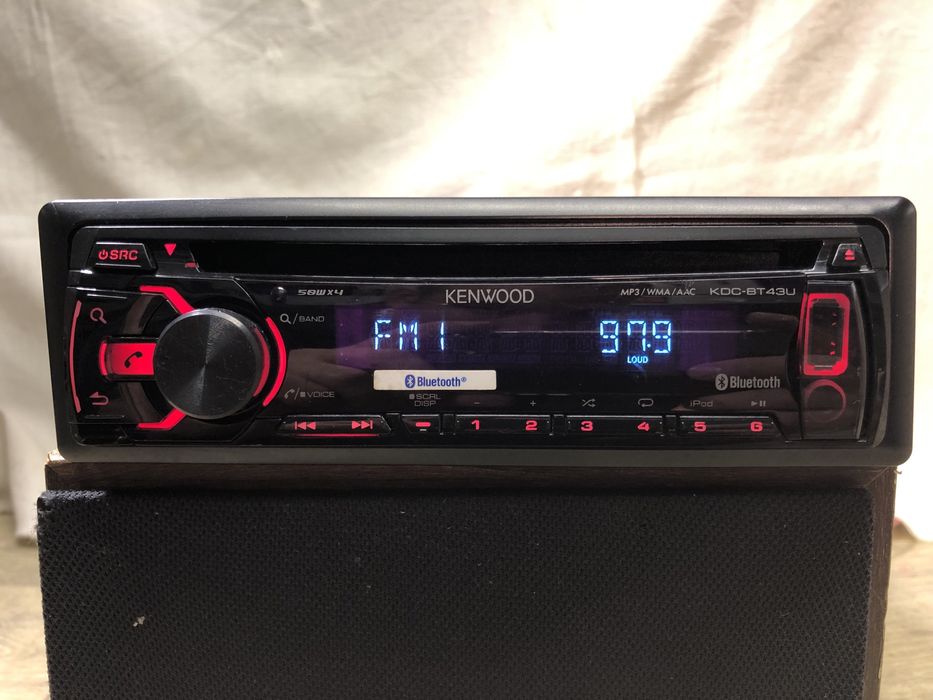 SRC
50WX4
KENWOOD
MP3/WMA/AAC
KDC-BT43U
/BAND
FM1
97.9
LOUD
Bluetooth®
Bluetooth
/ VOICE
SCRL
DISP
- +
iPod
1 2 3 4 5 6